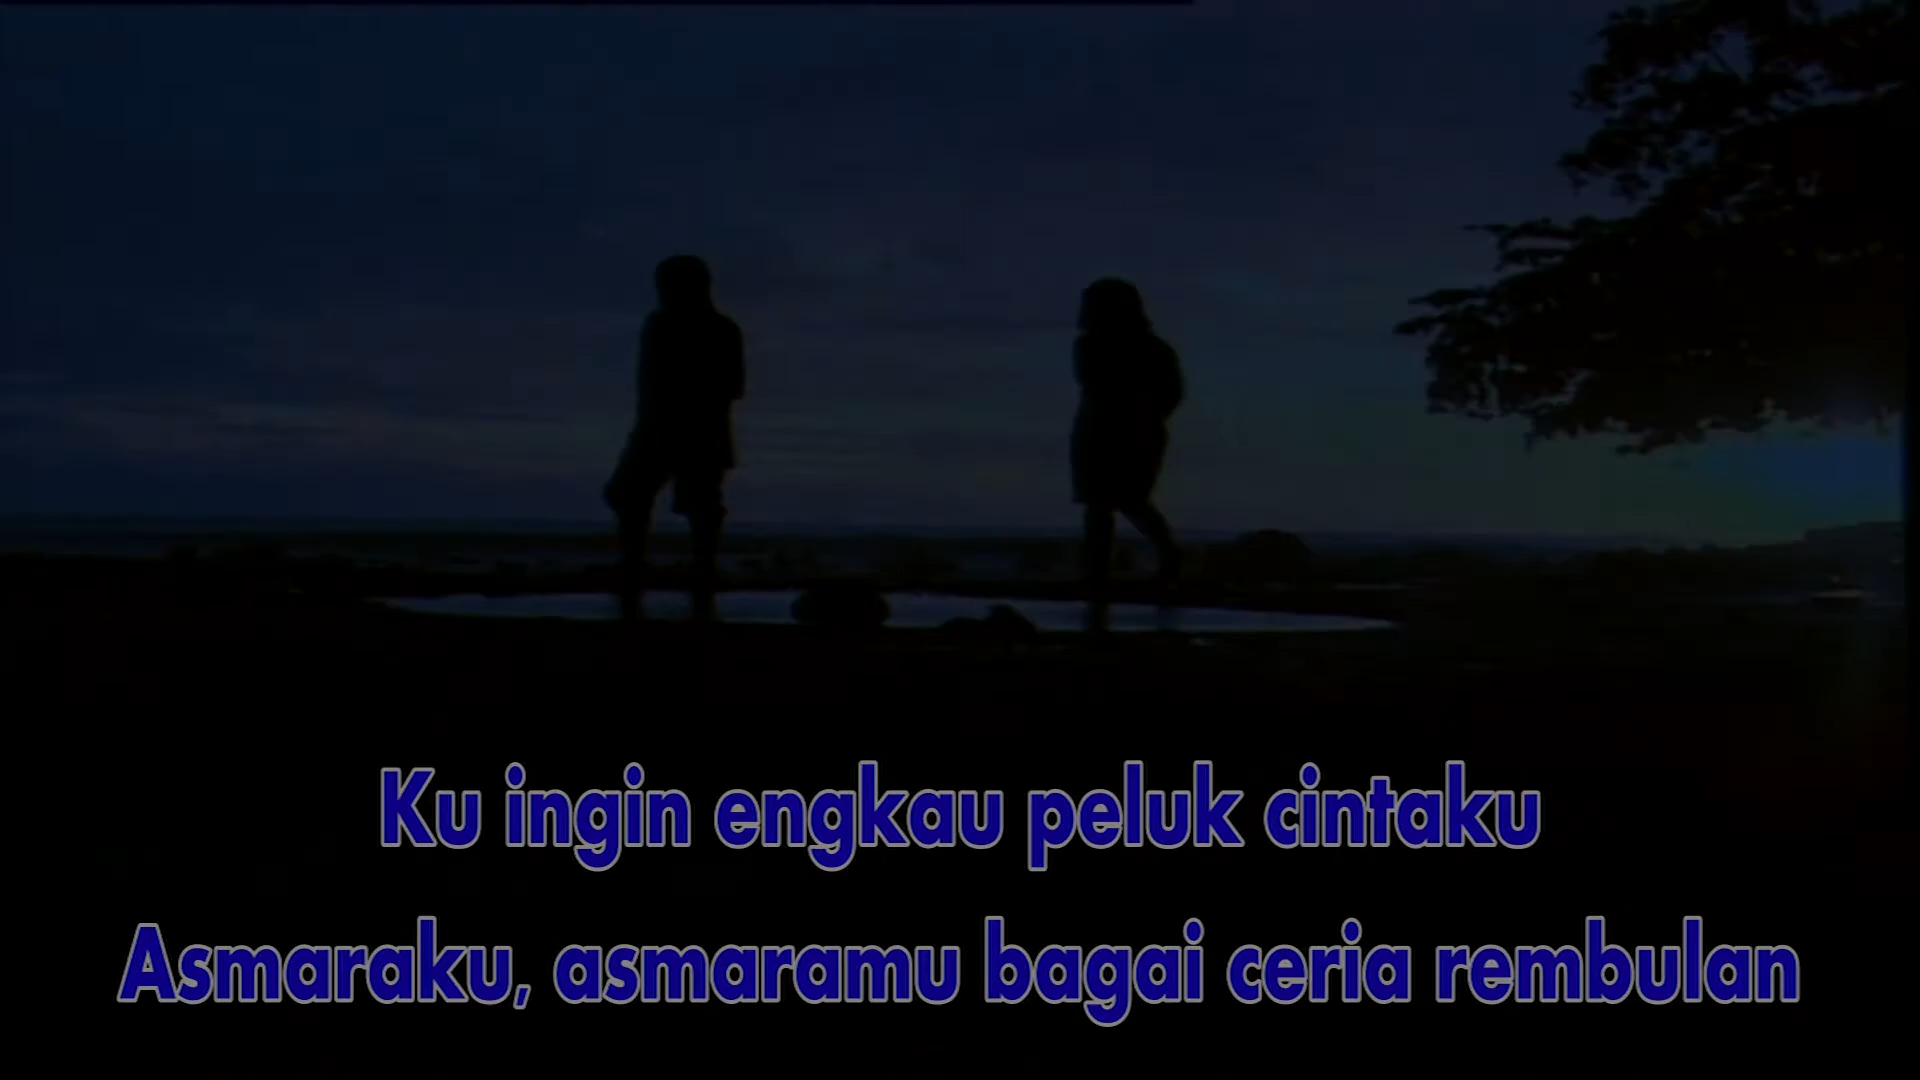 Ku ingin engkau peluk cintaku
Asmaraku, asmaramu bagai ceria rembulan